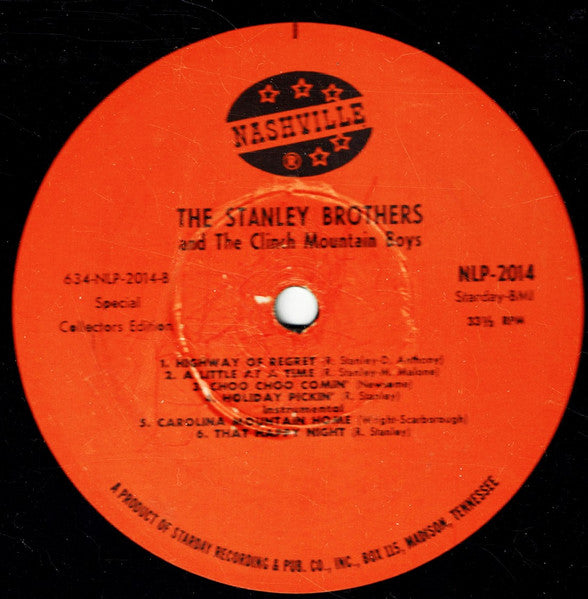 NASHVILLE
®
THE STANLEY BROTHERS
and The Clinch Mountain Boys
634-NLP-2014-B
Special
Collectors Edition
NLP-2014
Starday-BMI
33⅓ RPM
1. HIGHWAY OF REGRET (R. Stanley-D. Anthony)
2. A LITTLE AT A TIME (R. Stanley-M. Malone)
3. CHOO CHOO COMIN' (Newsome)
4. HOLIDAY PICKIN' (R. Stanley)
Instrumental
5. CAROLINA MOUNTAIN HOME (Wright-Scarborough)
6. THAT HAPPY NIGHT (R. Stanley)
A PRODUCT OF STARDAY RECORDING & PUB. CO., INC., BOX 115, MADISON, TENNESSEE